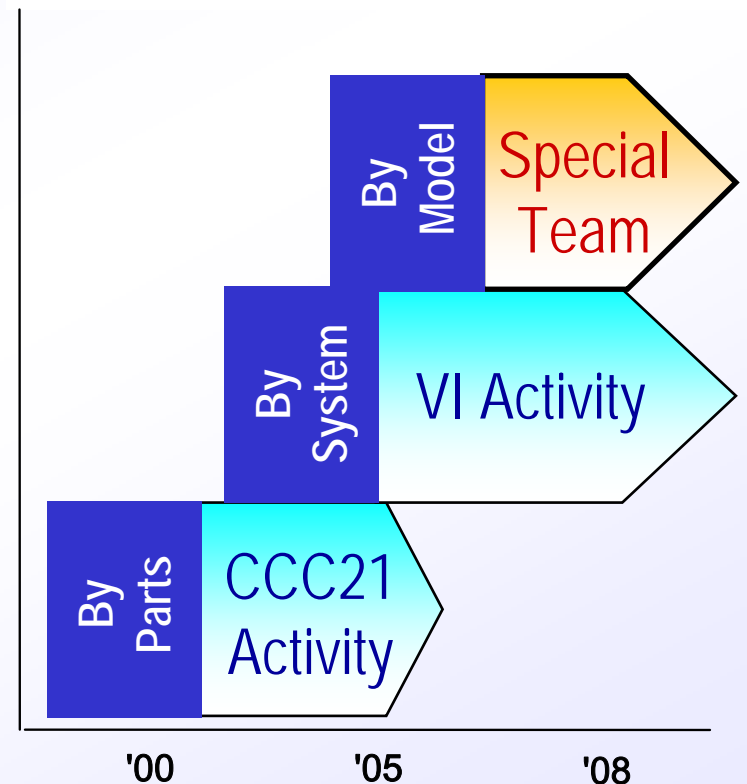 By
Model
Special
Team
By
System
VI Activity
By
Parts
CCC21
Activity
'00
'05
'08